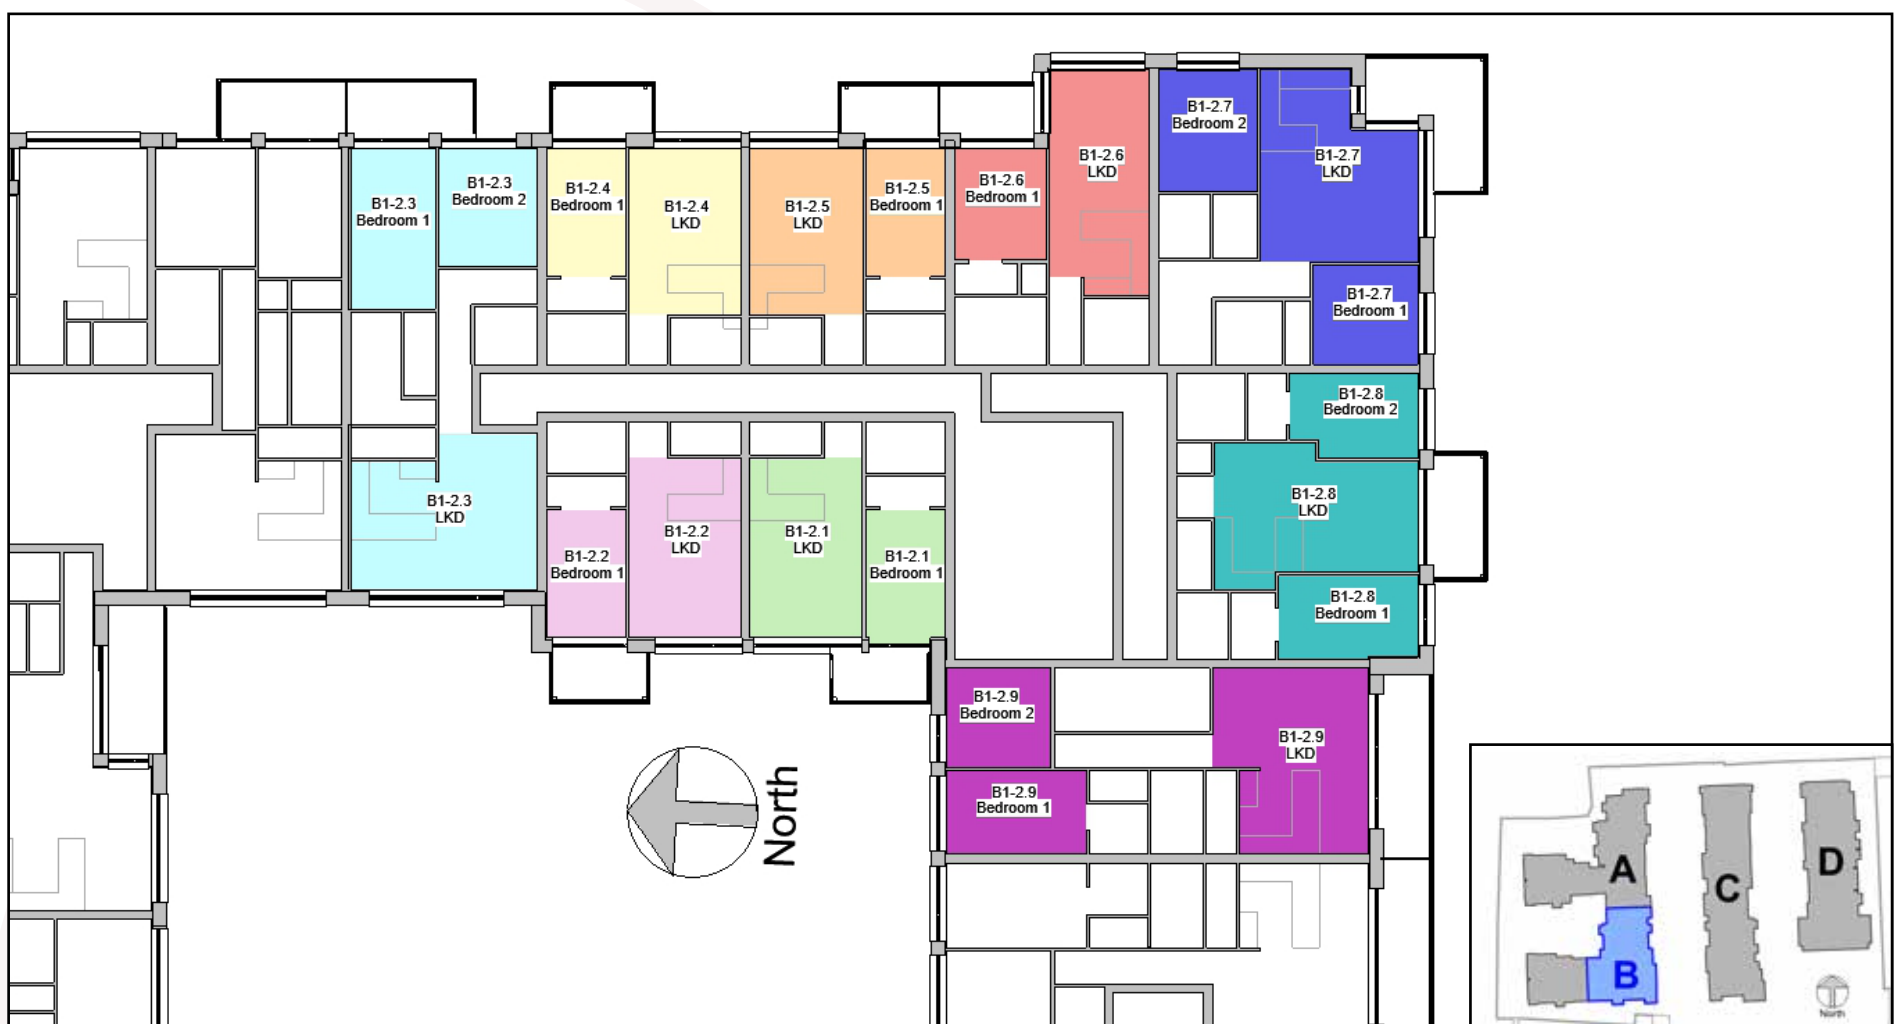 B1-2.7
Bedroom 2
B1-2.6
LKD
B1-2.7
LKD
B1-2.3
Bedroom 1
B1-2.3
Bedroom 2
B1-2.4
Bedroom 1
B1-2.4
LKD
B1-2.5
LKD
B1-2.5
Bedroom 1
B1-2.6
Bedroom 1
B1-2.7
Bedroom 1
B1-2.8
Bedroom 2
B1-2.3
LKD
B1-2.2
Bedroom 1
B1-2.2
LKD
B1-2.1
LKD
B1-2.1
Bedroom 1
B1-2.8
LKD
B1-2.8
Bedroom 1
B1-2.9
Bedroom 2
B1-2.9
LKD
B1-2.9
Bedroom 1
North
A
C
D
B
North